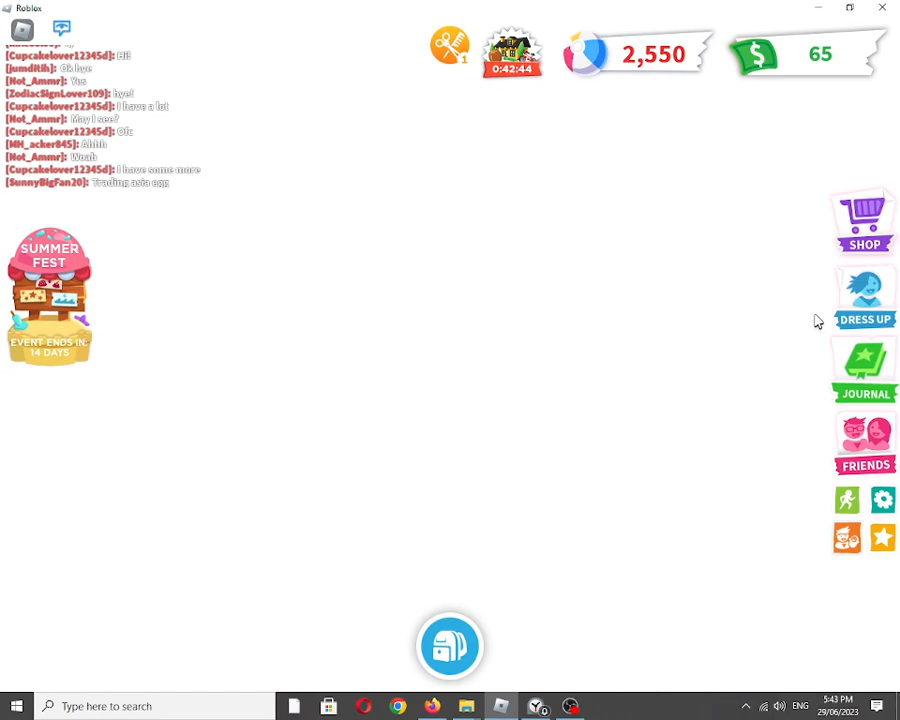 Roblox
[Cupcakelover12345d]: Hi!
[jumditih]: Ok bye
[Not_Ammr]: Yes
[ZodiacSignLover109]: hye!
[Cupcakelover12345d]: I have a lot
[Not_Ammr]: May I see?
[Cupcakelover12345d]: Ofc
[MH_acker845]: Ahhh
[Not_Ammr]: Woah
[Cupcakelover12345d]: I have some more
[SunnyBigFan20]: Trading asia egg
1
0:42:44
2,550
65
SUMMER
FEST
EVENT ENDS IN:
14 DAYS
SHOP
DRESS UP
JOURNAL
FRIENDS
Type here to search
ENG
5:43 PM
29/06/2023